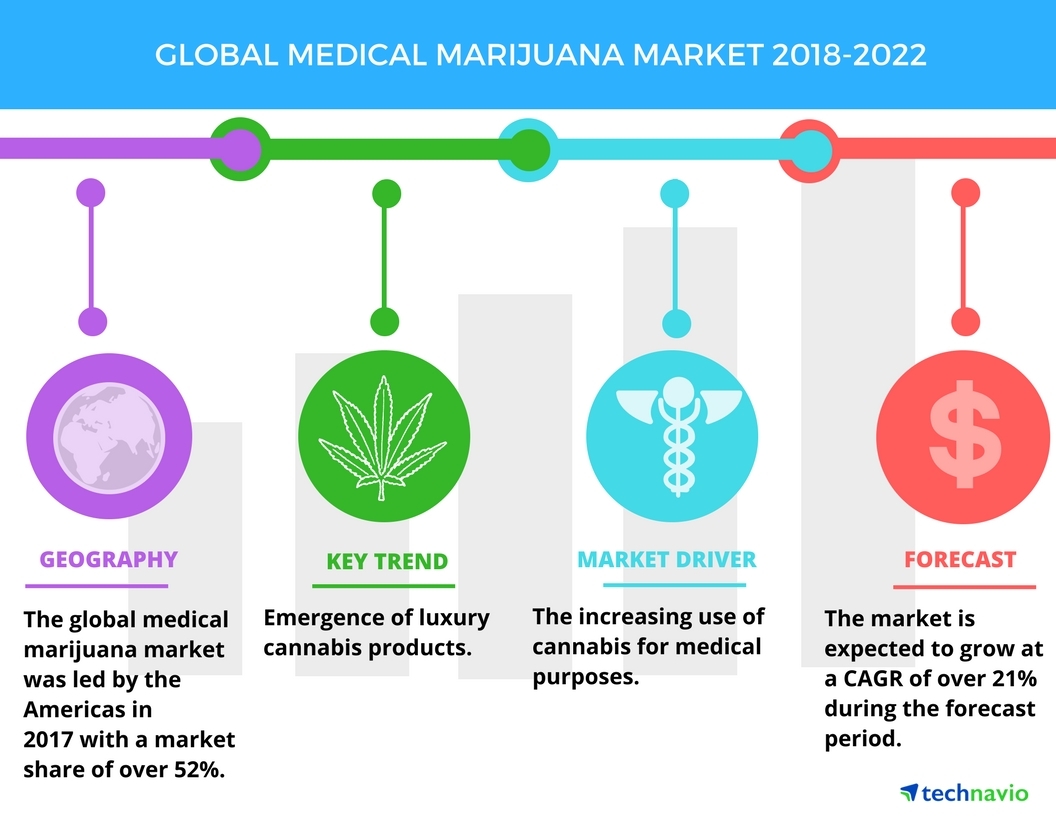 GLOBAL MEDICAL MARIJUANA MARKET 2018-2022
GEOGRAPHY
The global medical
marijuana market
was led by the
Americas in
2017 with a market
share of over 52%.
KEY TREND
Emergence of luxury
cannabis products.
MARKET DRIVER
The increasing use of
cannabis for medical
purposes.
FORECAST
The market is
expected to grow at
a CAGR of over 21%
during the forecast
period.
technavio